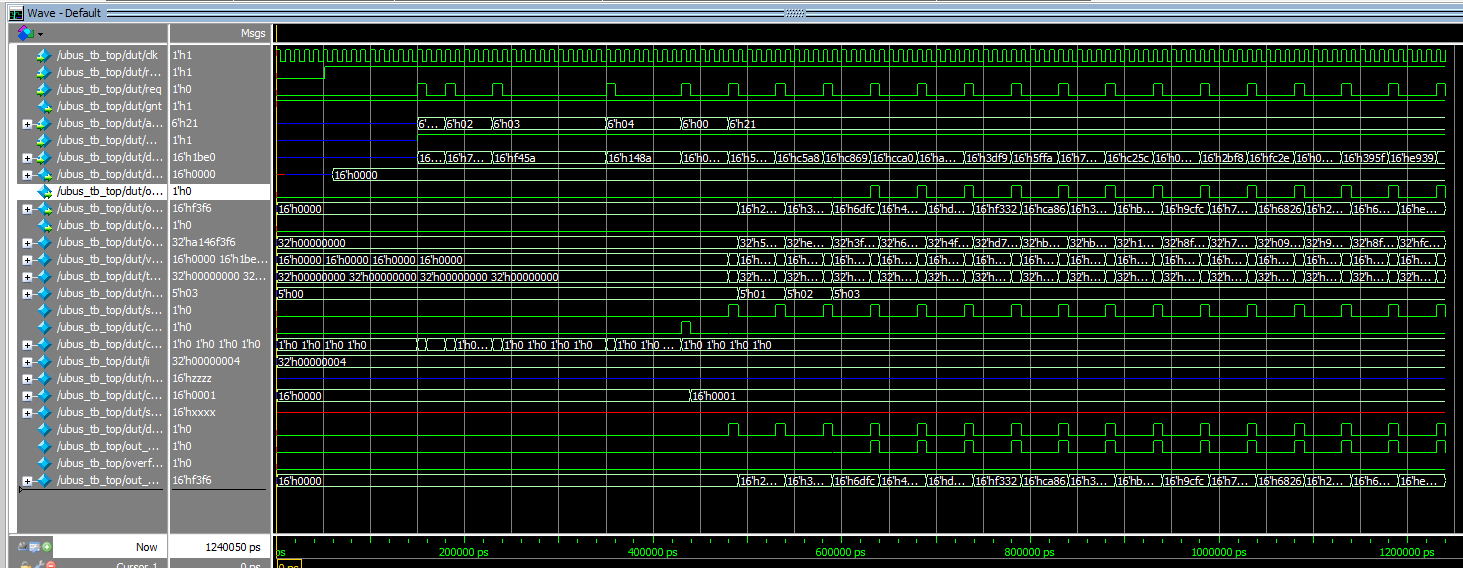 Wave - Default
Msgs
/ubus_tb_top/dut/clk 1'h1
/ubus_tb_top/dut/r... 1'h1
/ubus_tb_top/dut/req 1'h0
/ubus_tb_top/dut/gnt 1'h1
/ubus_tb_top/dut/a... 6'h21 6'... 6'h02 6'h03 6'h04 6'h00 6'h21
/ubus_tb_top/dut/... 1'h1
/ubus_tb_top/dut/d... 16'h1be0 16... 16'h7... 16'hf45a 16'h148a 16'h0... 16'h5... 16'hc5a8 16'hc869 16'hcca0 16'ha... 16'h3df9 16'h5ffa 16'h7... 16'hc25c 16'h0... 16'h2bf8 16'hfc2e 16'h0... 16'h395f 16'he939
/ubus_tb_top/dut/d... 16'h0000 16'h0000
/ubus_tb_top/dut/o... 1'h0
/ubus_tb_top/dut/o... 16'hf3f6 16'h0000 16'h2... 16'h3... 16'h6dfc 16'h4... 16'hd... 16'hf332 16'hca86 16'h3... 16'hb... 16'h9cfc 16'h7... 16'h6826 16'h2... 16'h6... 16'he...
/ubus_tb_top/dut/o... 1'h0
/ubus_tb_top/dut/o... 32'ha146f3f6 32'h00000000 32'h5... 32'he... 32'h3f... 32'h6... 32'h4f... 32'hd7... 32'hb... 32'hb... 32'h1... 32'h8f... 32'h7... 32'h09... 32'h9... 32'h8f... 32'hfc...
/ubus_tb_top/dut/v... 16'h0000 16'h1be... 16'h0000 16'h0000 16'h0000 16'h0000 16'h... 16'h... 16'h... 16'h... 16'h... 16'h... 16'h... 16'h... 16'h... 16'h... 16'h... 16'h... 16'h... 16'h... 16'h...
/ubus_tb_top/dut/t... 32'h00000000 32... 32'h00000000 32'h00000000 32'h00000000 32'h00000000 32'h... 32'h... 32'h... 32'h... 32'h... 32'h... 32'h... 32'h... 32'h... 32'h... 32'h... 32'h... 32'h... 32'h... 32'h...
/ubus_tb_top/dut/n... 5'h03 5'h00 5'h01 5'h02 5'h03
/ubus_tb_top/dut/s... 1'h0
/ubus_tb_top/dut/c... 1'h0
/ubus_tb_top/dut/c... 1'h0 1'h0 1'h0 1'h0 1'h0 1'h0 1'h0 1'h0 1'h0... 1'h0 1'h0 1'h0 1'h0 1'h0 1'h0 1'h0 ... 1'h0 1'h0 1'h0 1'h0
/ubus_tb_top/dut/ii 32'h00000004 32'h00000004
/ubus_tb_top/dut/n... 16'hzzzz
/ubus_tb_top/dut/c... 16'h0001 16'h0000 16'h0001
/ubus_tb_top/dut/s... 16'hxxxx
/ubus_tb_top/dut/d... 1'h0
/ubus_tb_top/out_... 1'h0
/ubus_tb_top/overf... 1'h0
/ubus_tb_top/out_... 16'hf3f6 16'h0000 16'h2... 16'h3... 16'h6dfc 16'h4... 16'hd... 16'hf332 16'hca86 16'h3... 16'hb... 16'h9cfc 16'h7... 16'h6826 16'h2... 16'h6... 16'he...
Now 1240050 ps ps 200000 ps 400000 ps 600000 ps 800000 ps 1000000 ps 1200000 ps
Cursor 1 0 ps 0 ps